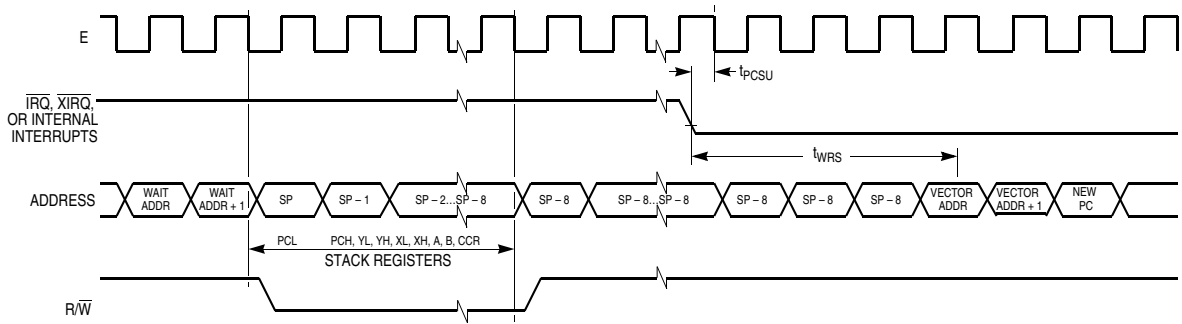 E
tPCSU
IRQ, XIRQ,
OR INTERNAL
INTERRUPTS
tWRS
ADDRESS
WAIT
ADDR
WAIT
ADDR + 1
SP
SP – 1
SP – 2...SP – 8
SP – 8
SP – 8...SP – 8
SP – 8
SP – 8
SP – 8
VECTOR
ADDR
VECTOR
ADDR + 1
NEW
PC
PCL
PCH, YL, YH, XL, XH, A, B, CCR
STACK REGISTERS
R/W